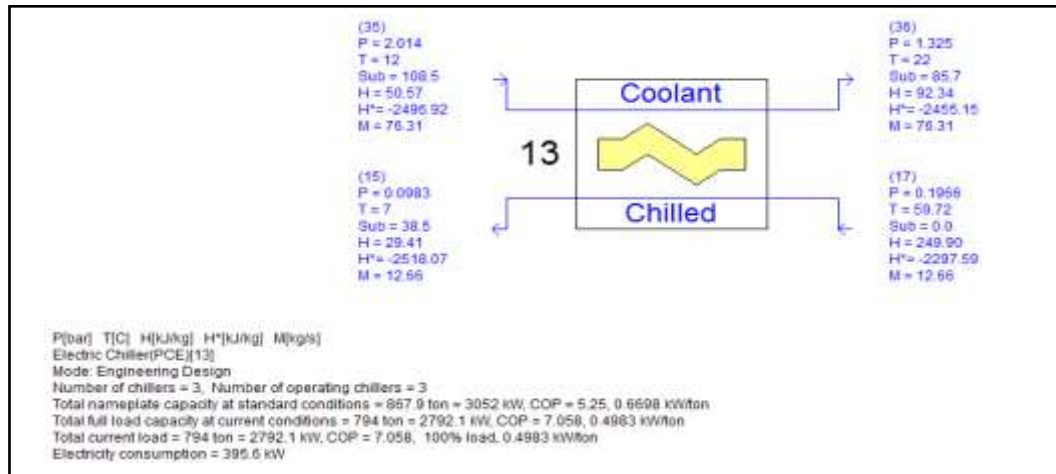 (35)
P = 2.014
T = 12
Sub = 108.5
H = 50.57
H*= -2496.92
M = 76.31
(36)
P = 1.325
T = 22
Sub = 85.7
H = 92.34
H*= -2455.15
M = 76.31
Coolant
13
(15)
P = 0.0983
T = 7
Sub = 38.5
H = 29.41
H*= -2518.07
M = 12.66
(17)
P = 0.1966
T = 59.72
Sub = 0.0
H = 249.90
H*= -2297.59
M = 12.66
Chilled
P[bar] T[C] H[kJ/kg] H*[kJ/kg] M[kg/s]
Electric Chiller(PCE)[13]
Mode: Engineering Design
Number of chillers = 3, Number of operating chillers = 3
Total nameplate capacity at standard conditions = 867.9 ton = 3052 kW, COP = 5.25, 0.6698 kW/ton
Total full load capacity at current conditions = 794 ton = 2792.1 kW, COP = 7.058, 0.4983 kW/ton
Total current load = 794 ton = 2792.1 kW, COP = 7.058, 100% load, 0.4983 kW/ton
Electricity consumption = 395.6 kW